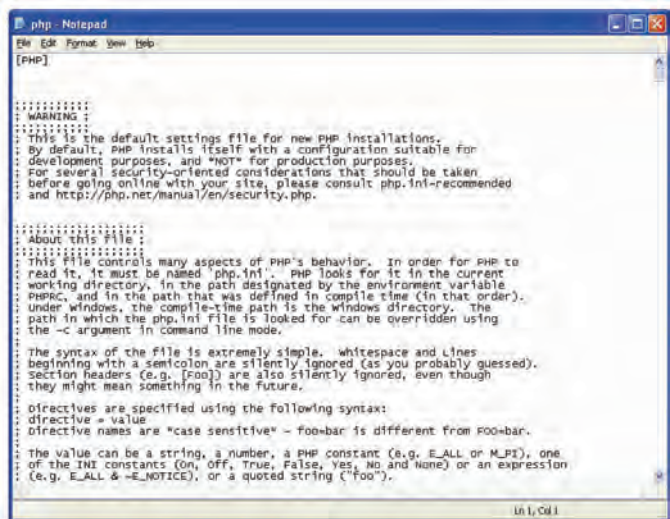 php - Notepad
File Edit Format View Help
[PHP]
;;;;;;;;;;;
; WARNING ;
;;;;;;;;;;;
; This is the default settings file for new PHP installations.
; By default, PHP installs itself with a configuration suitable for
; development purposes, and *NOT* for production purposes.
; For several security-oriented considerations that should be taken
; before going online with your site, please consult php.ini-recommended
; and http://php.net/manual/en/security.php.
;;;;;;;;;;;;;;;;;;;
; About this file ;
;;;;;;;;;;;;;;;;;;;
; This file controls many aspects of PHP's behavior. In order for PHP to
; read it, it must be named 'php.ini'. PHP looks for it in the current
; working directory, in the path designated by the environment variable
; PHPRC, and in the path that was defined in compile time (in that order).
; Under Windows, the compile-time path is the Windows directory. The
; path in which the php.ini file is looked for can be overridden using
; the -c argument in command line mode.
;
; The syntax of the file is extremely simple. Whitespace and Lines
; beginning with a semicolon are silently ignored (as you probably guessed).
; Section headers (e.g. [Foo]) are also silently ignored, even though
; they might mean something in the future.
;
; Directives are specified using the following syntax:
; directive = value
; Directive names are *case sensitive* - foo=bar is different from FOO=bar.
;
; The value can be a string, a number, a PHP constant (e.g. E_ALL or M_PI), one
; of the INI constants (On, Off, True, False, Yes, No and None) or an expression
; (e.g. E_ALL & ~E_NOTICE), or a quoted string ("foo").
Ln 1, Col 1